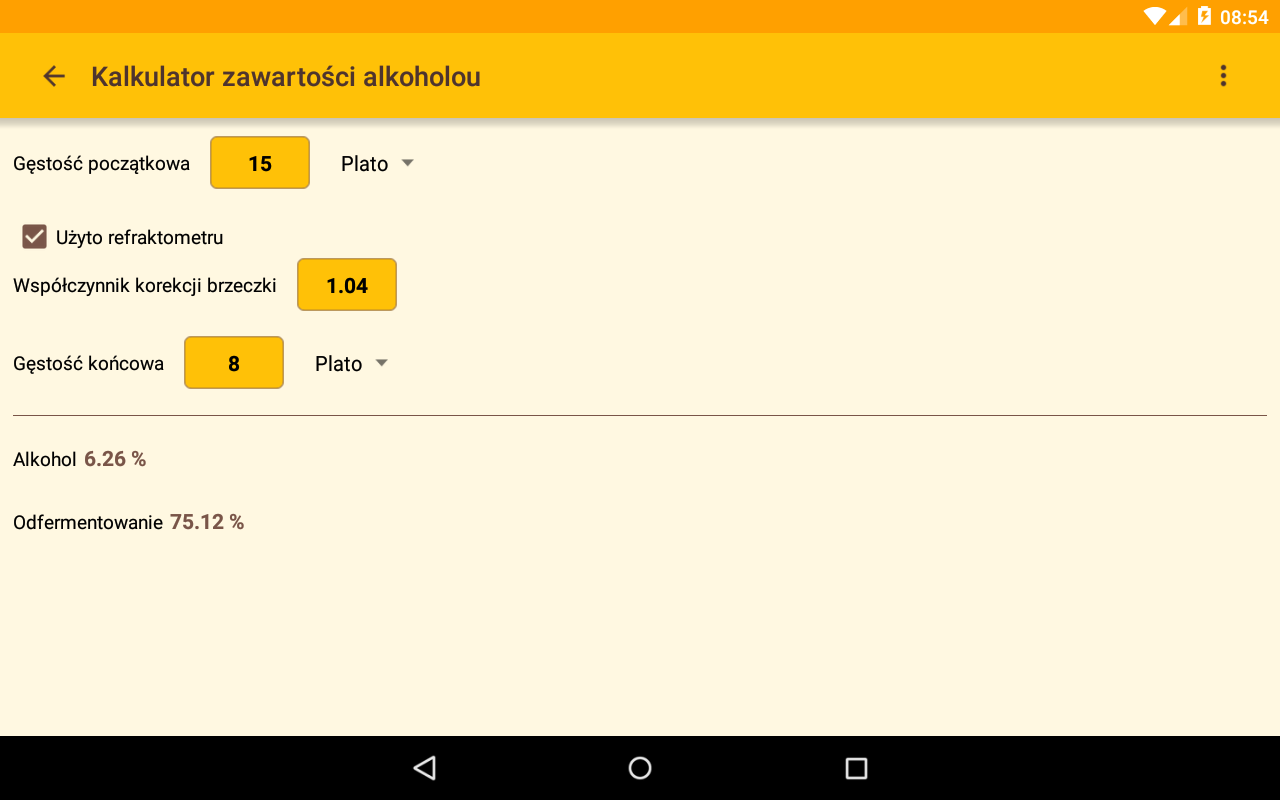 08:54
Kalkulator zawartości alkoholou
Gęstość początkowa 15 Plato
Użyto refraktometru
Współczynnik korekcji brzeczki 1.04
Gęstość końcowa 8 Plato
Alkohol 6.26 %
Odfermentowanie 75.12 %